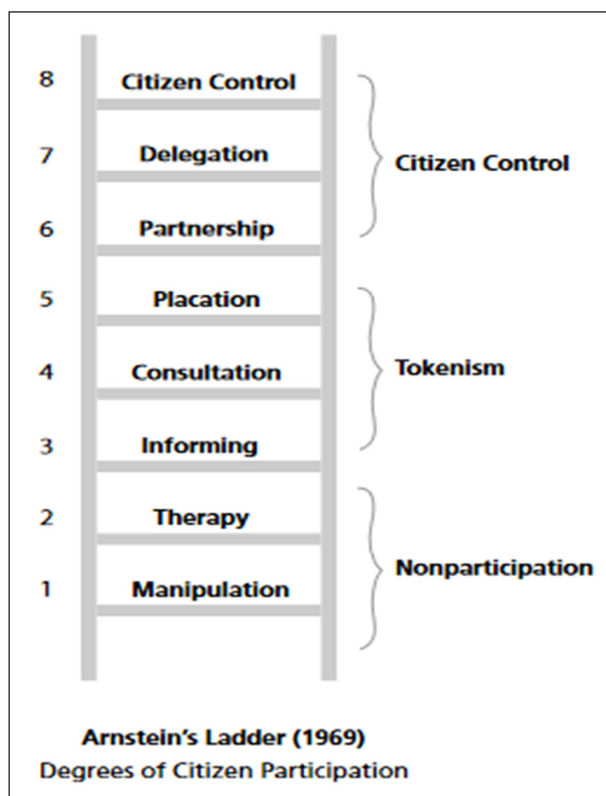 8 Citizen Control
7 Delegation
Citizen Control
6 Partnership
5 Placation
4 Consultation
Tokenism
3 Informing
2 Therapy
Nonparticipation
1 Manipulation
Arnstein's Ladder (1969)
Degrees of Citizen Participation